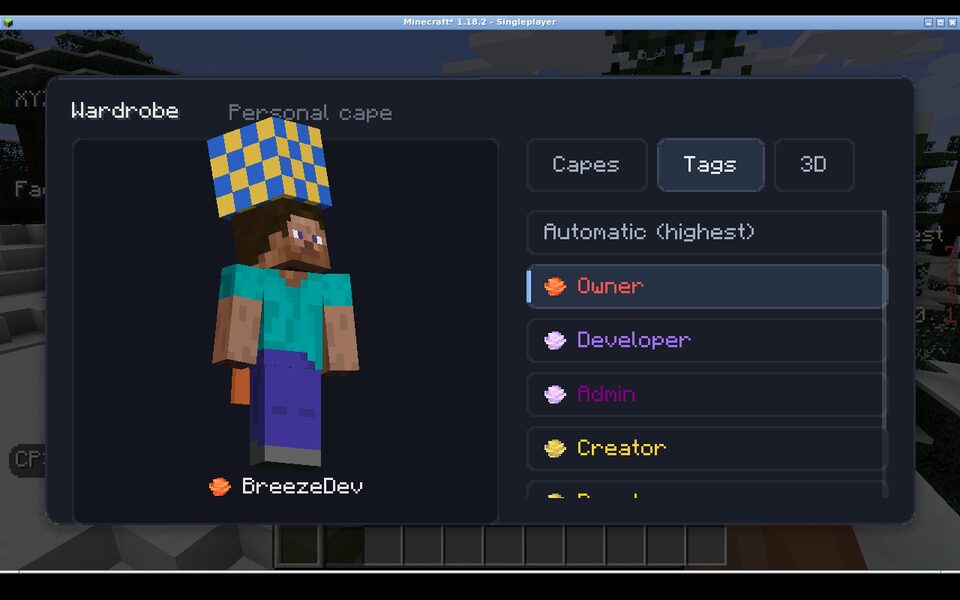 Minecraft* 1.18.2 - Singleplayer
Wardrobe
Personal cape
Capes
Tags
3D
Automatic (highest)
Owner
Developer
Admin
Creator
BreezeDev